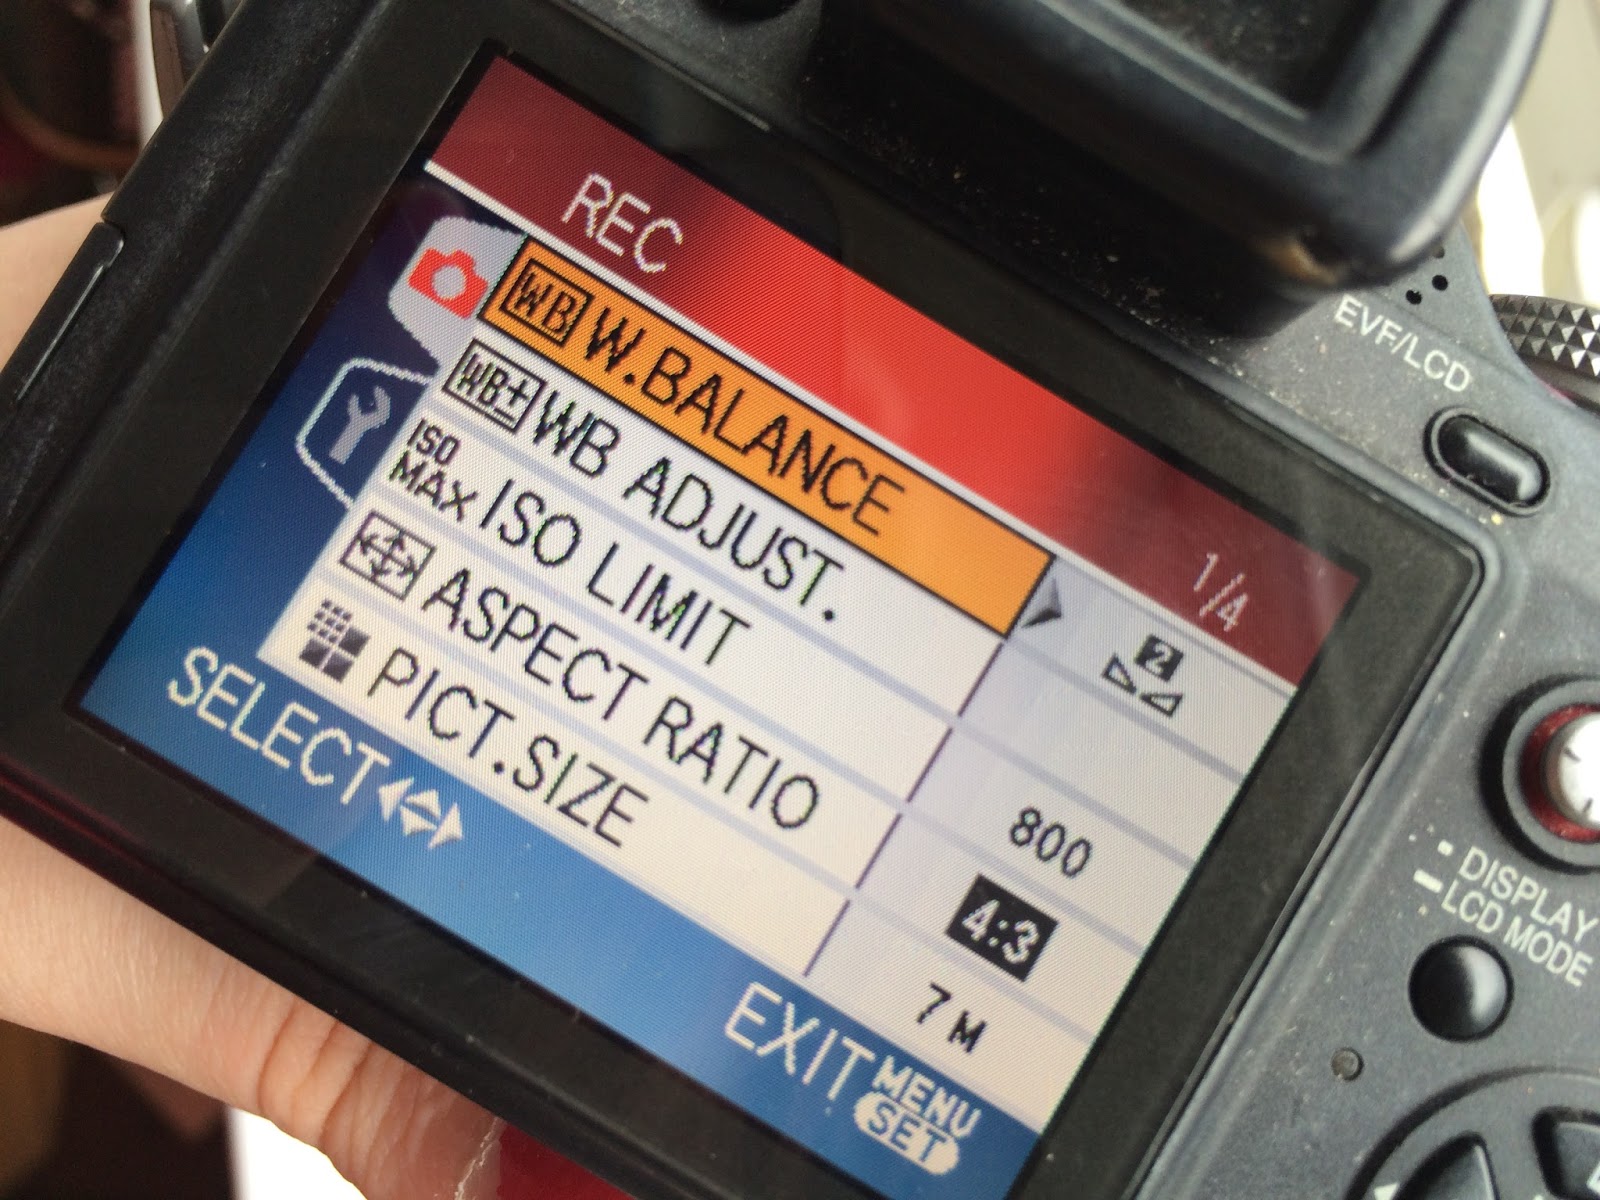 REC 1/4
WB W.BALANCE 2
WB± WB ADJUST.
ISO MAX ISO LIMIT 800
ASPECT RATIO 4:3
PICT.SIZE 7M
SELECT
EXIT MENU SET
EVF/LCD
DISPLAY
LCD MODE